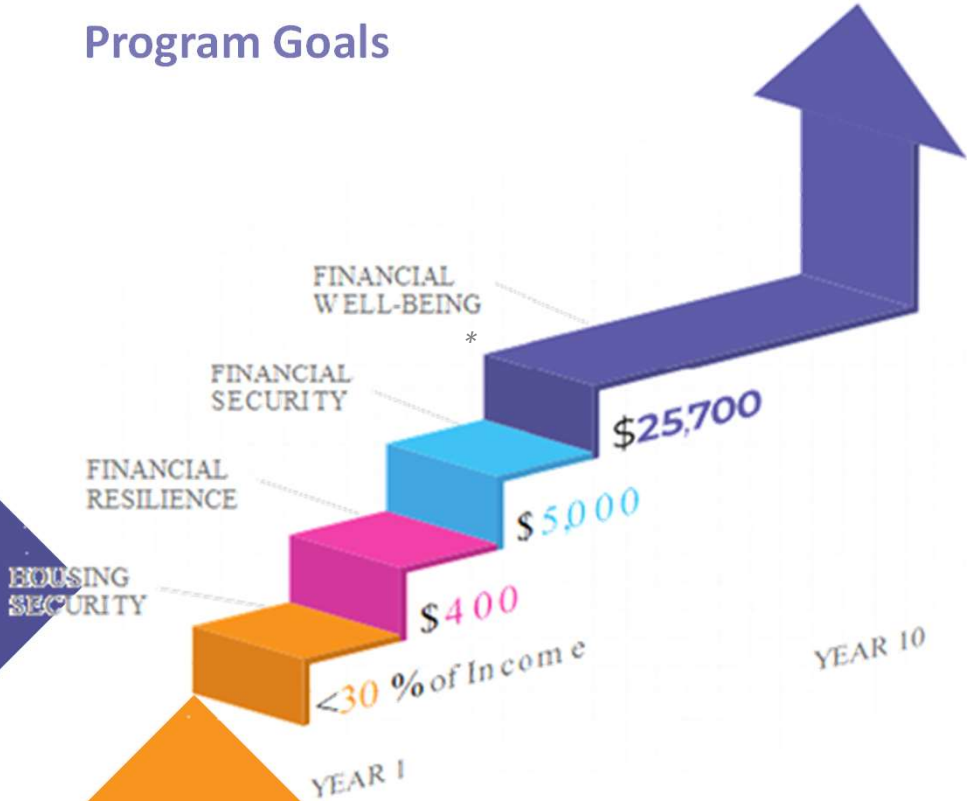 Program Goals
FINANCIAL
WELL-BEING
*
FINANCIAL
SECURITY
$25,700
FINANCIAL
RESILIENCE
$5,000
HOUSING
SECURITY
$400
<30 % of Income
YEAR 10
YEAR 1